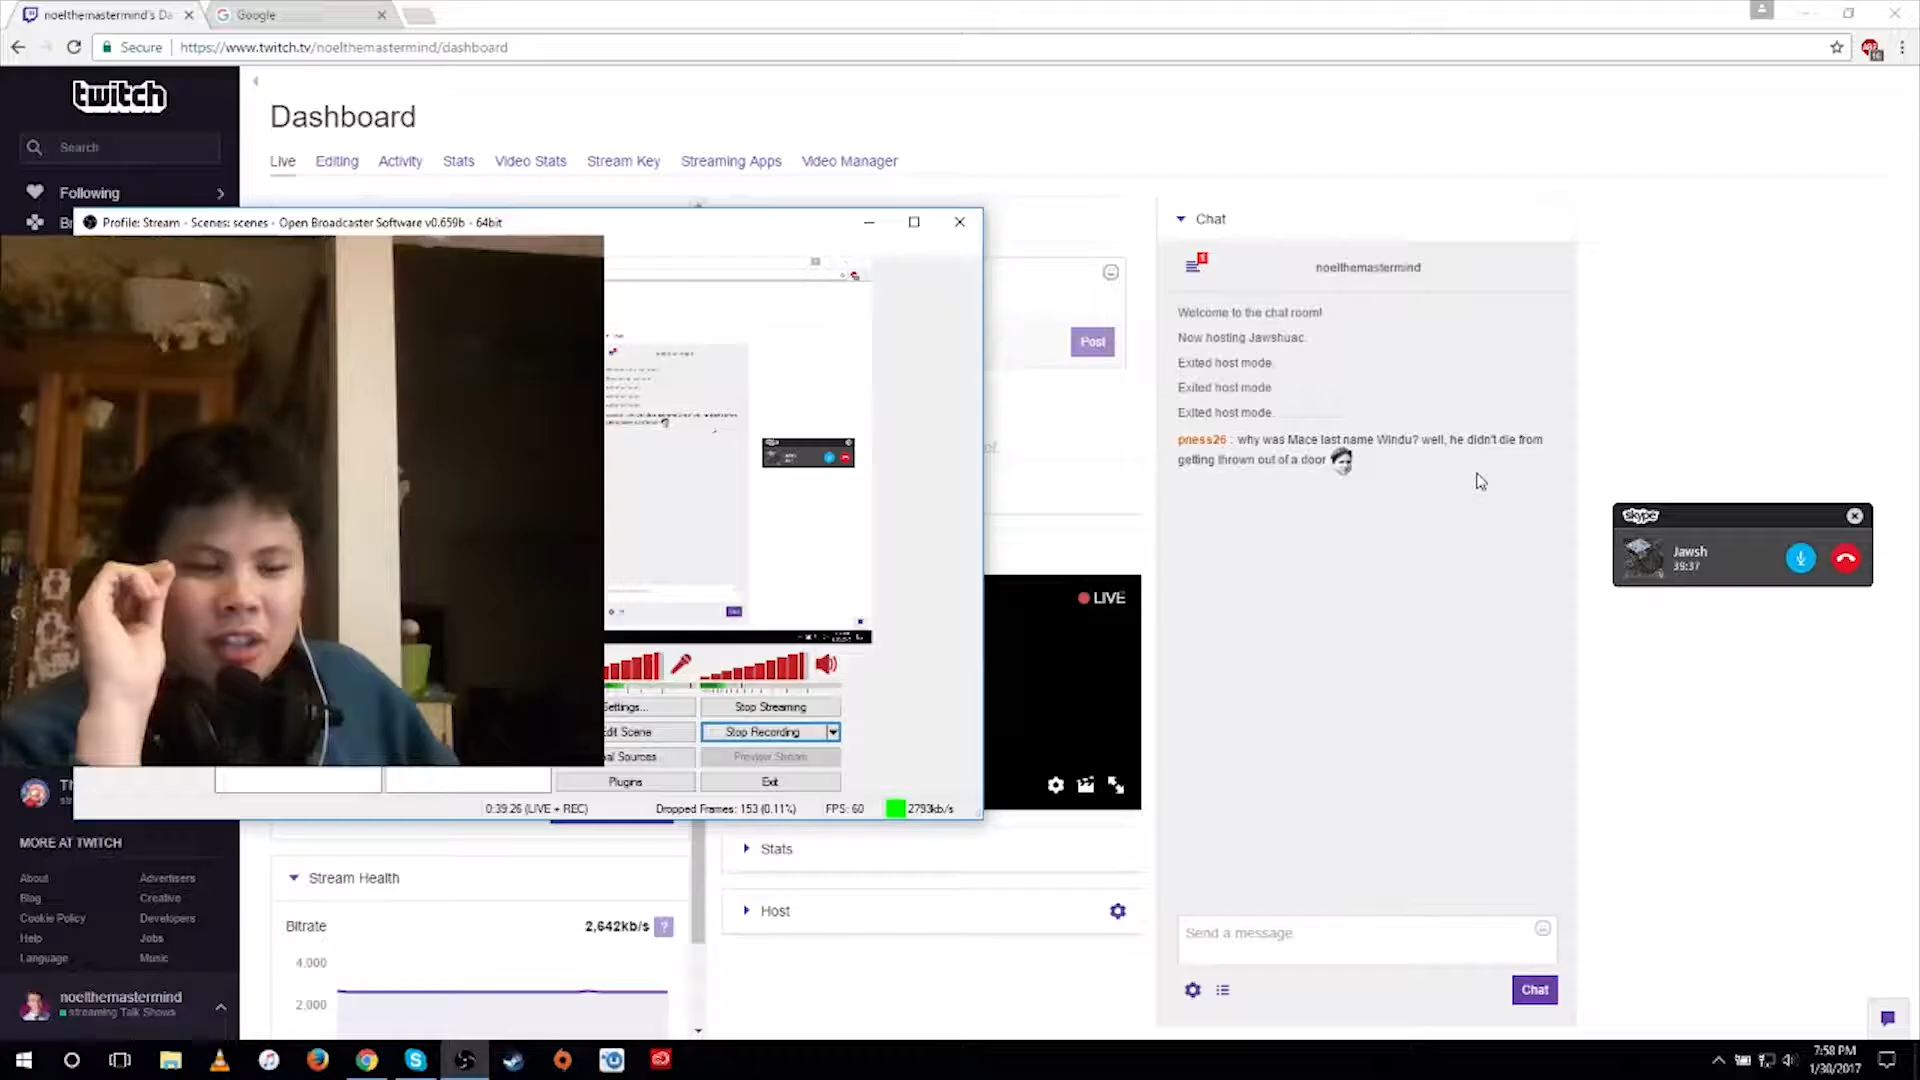 noelthemastermind's Da
Google
Secure
https://www.twitch.tv/noelthemastermind/dashboard
twitch
Search
Following
Dashboard
Live
Editing
Activity
Stats
Video Stats
Stream Key
Streaming Apps
Video Manager
Profile: Stream - Scenes: scenes - Open Broadcaster Software v0.659b - 64bit
Post
LIVE
ettings...
Stop Streaming
dit Scene
Stop Recording
al Sources
Preview Stream
Plugins
Exit
0:39:26 (LIVE + REC)
Dropped Frames: 153 (0.11%)
FPS: 60
2793kb/s
Chat
noelthemastermind
Welcome to the chat room!
Now hosting Jawshuac.
Exited host mode.
Exited host mode.
Exited host mode.
pness26 : why was Mace last name Windu? well, he didn't die from
getting thrown out of a door
Send a message
Chat
skype
Jawsh
39:37
MORE AT TWITCH
About
Advertisers
Blog
Creative
Cookie Policy
Developers
Help
Jobs
Language
Music
noelthemastermind
streaming Talk Shows
Stream Health
Bitrate
2,642kb/s
?
4,000
2,000
Stats
Host
7:58 PM
1/30/2017